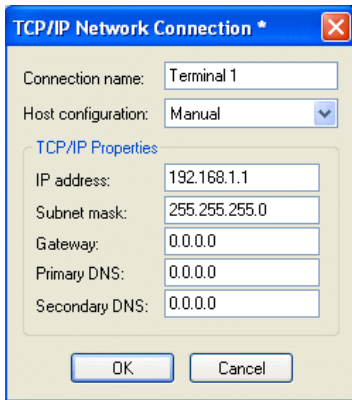 TCP/IP Network Connection *
Connection name: Terminal 1
Host configuration: Manual
TCP/IP Properties
IP address: 192.168.1.1
Subnet mask: 255.255.255.0
Gateway: 0.0.0.0
Primary DNS: 0.0.0.0
Secondary DNS: 0.0.0.0
OK Cancel